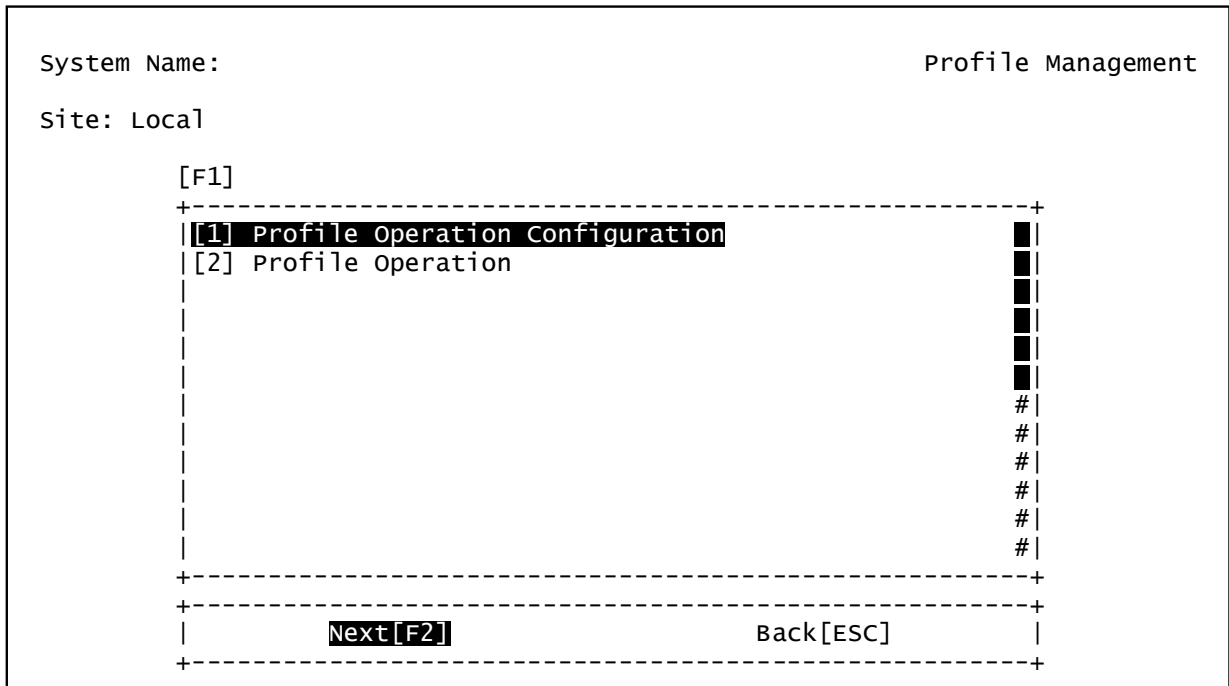 System Name: Profile Management
Site: Local
[F1]
+-------------------------------------------------------+
|[1] Profile Operation Configuration |
|[2] Profile Operation |
| |
| |
| |
| |
| #|
| #|
| #|
| #|
| #|
| #|
+-------------------------------------------------------+
+-------------------------------------------------------+
| Next[F2] Back[ESC] |
+-------------------------------------------------------+